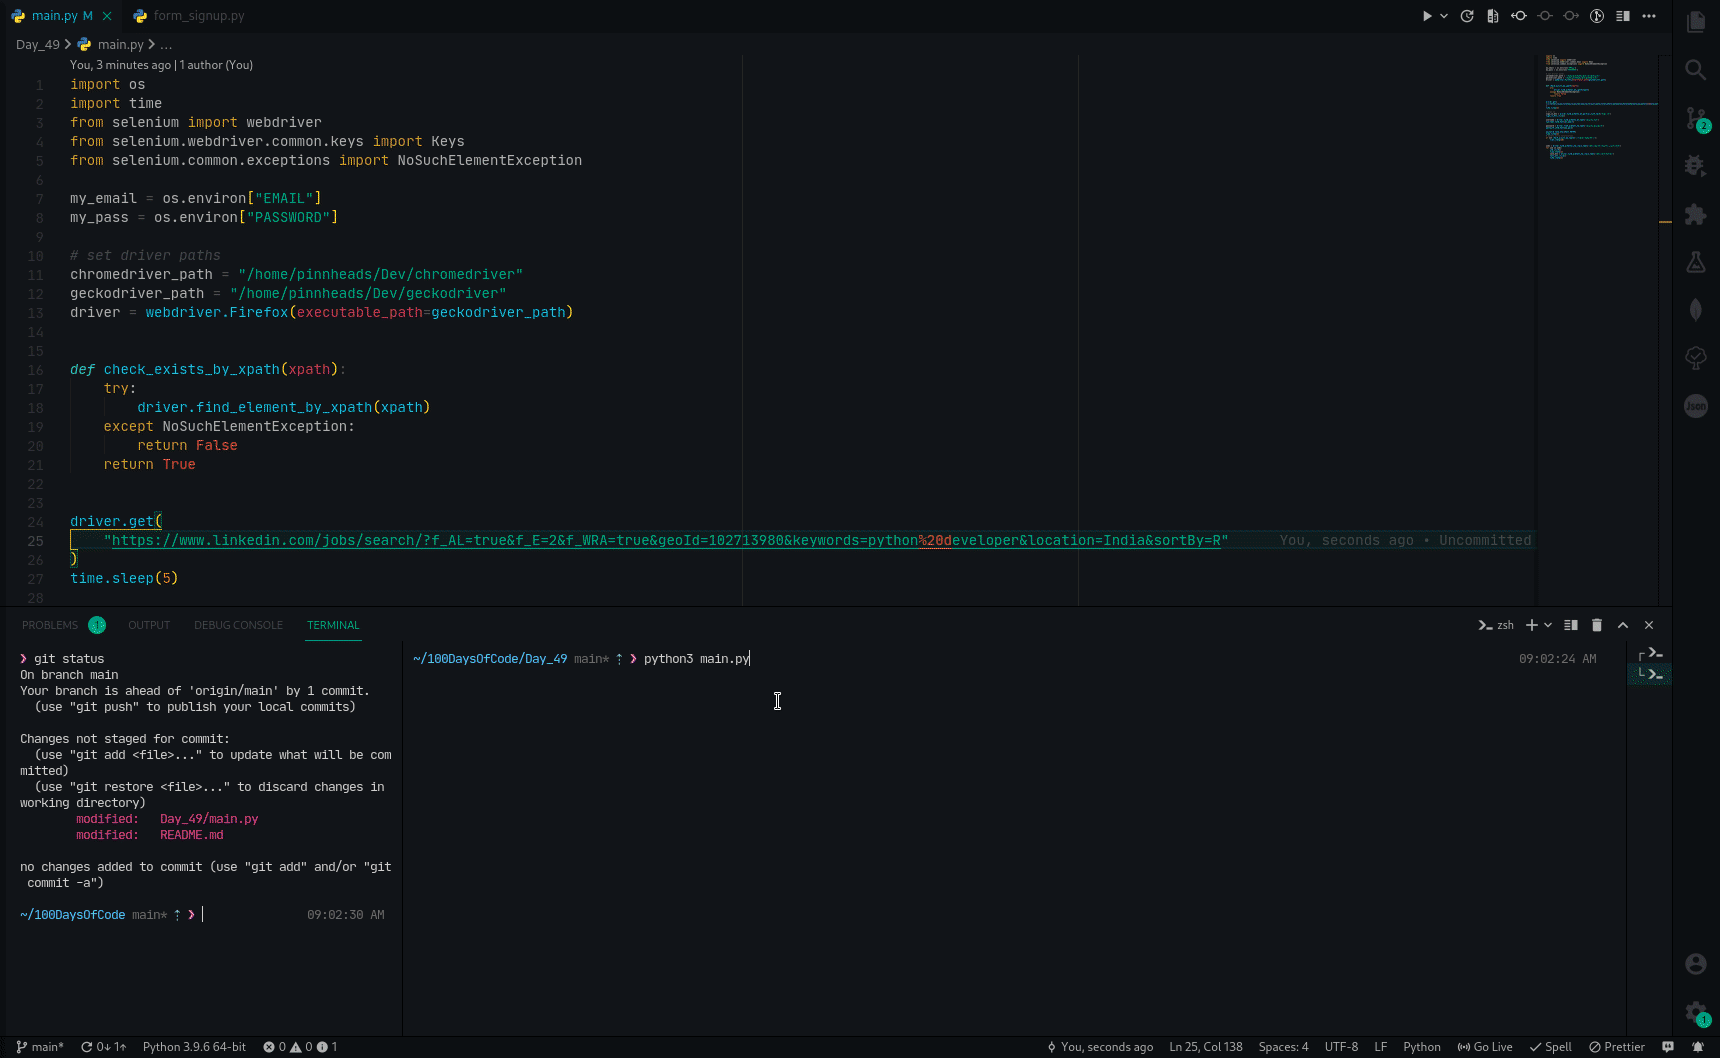 main.py M
form_signup.py
Day_49 > main.py > ...
You, 3 minutes ago | 1 author (You)
1 import os
2 import time
3 from selenium import webdriver
4 from selenium.webdriver.common.keys import Keys
5 from selenium.common.exceptions import NoSuchElementException
6
7 my_email = os.environ["EMAIL"]
8 my_pass = os.environ["PASSWORD"]
9
10 # set driver paths
11 chromedriver_path = "/home/pinnheads/Dev/chromedriver"
12 geckodriver_path = "/home/pinnheads/Dev/geckodriver"
13 driver = webdriver.Firefox(executable_path=geckodriver_path)
14
15
16 def check_exists_by_xpath(xpath):
17 try:
18 driver.find_element_by_xpath(xpath)
19 except NoSuchElementException:
20 return False
21 return True
22
23
24 driver.get(
25 "https://www.linkedin.com/jobs/search/?f_AL=true&f_E=2&f_WRA=true&geoId=102713980&keywords=python%20developer&location=India&sortBy=R" You, seconds ago • Uncommitted
26 )
27 time.sleep(5)
28
2
Json
PROBLEMS 1 OUTPUT DEBUG CONSOLE TERMINAL
zsh
❯ git status
On branch main
Your branch is ahead of 'origin/main' by 1 commit.
(use "git push" to publish your local commits)
Changes not staged for commit:
(use "git add <file>..." to update what will be com
mitted)
(use "git restore <file>..." to discard changes in
working directory)
modified: Day_49/main.py
modified: README.md
no changes added to commit (use "git add" and/or "git
commit -a")
~/100DaysOfCode main* ⇡ ❯ 09:02:30 AM
~/100DaysOfCode/Day_49 main* ⇡ ❯ python3 main.py 09:02:24 AM
1
main* 0↓ 1↑ Python 3.9.6 64-bit 0 0 1
You, seconds ago Ln 25, Col 138 Spaces: 4 UTF-8 LF Python Go Live Spell Prettier